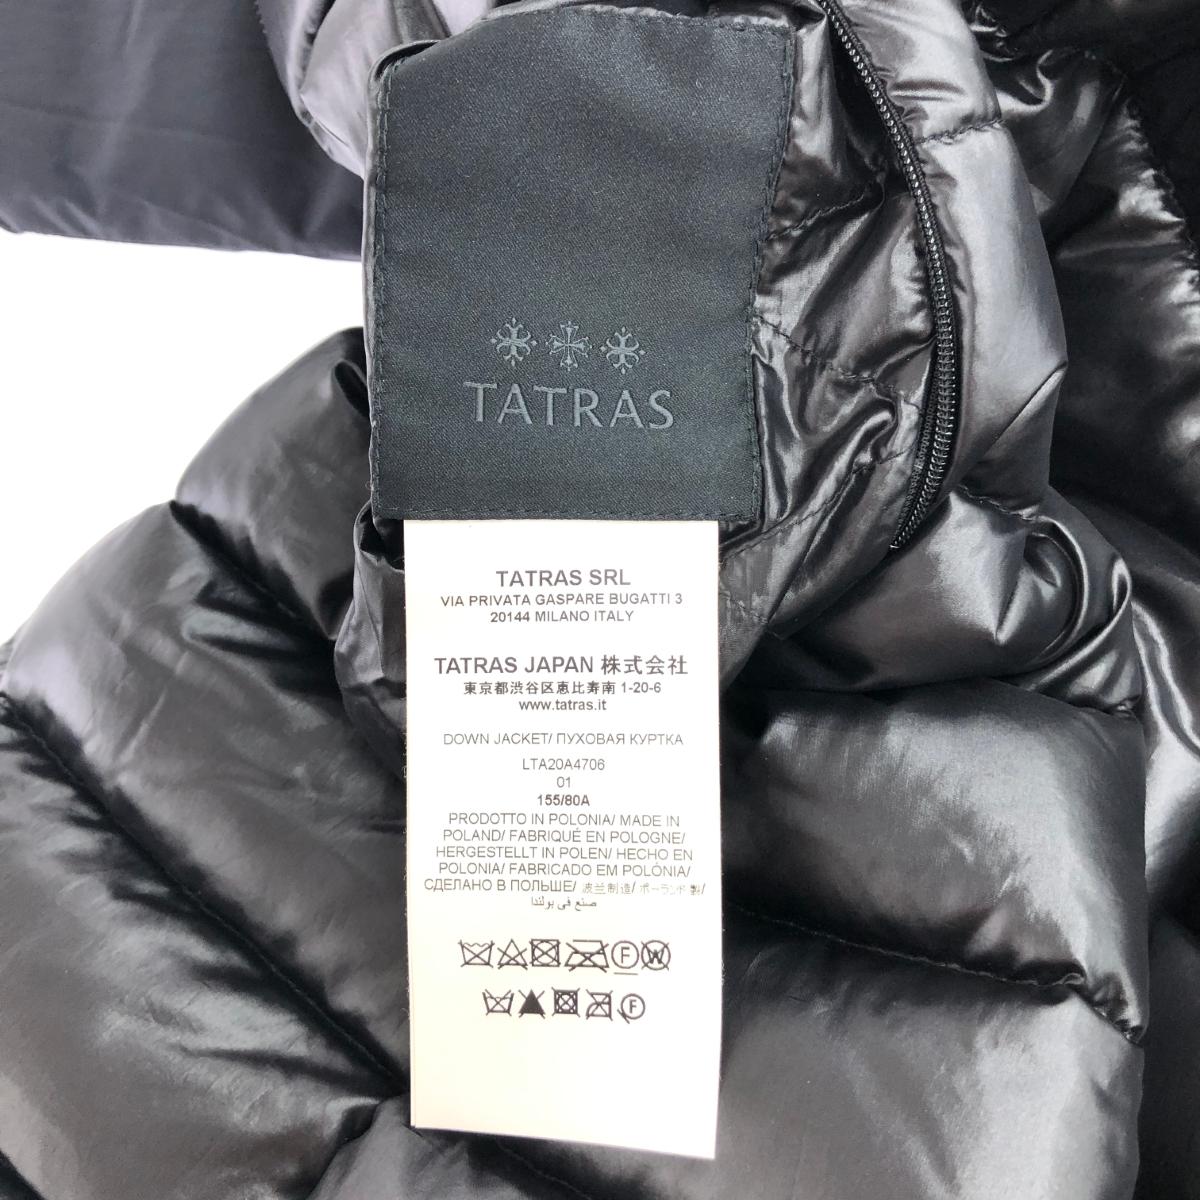 TATRAS
TATRAS SRL
VIA PRIVATA GASPARE BUGATTI 3
20144 MILANO ITALY
TATRAS JAPAN 株式会社
東京都渋谷区恵比寿南 1-20-6
www.tatras.it
DOWN JACKET/ ПУХОВАЯ КУРТКА
LTA20A4706
01
155/80A
PRODOTTO IN POLONIA/ MADE IN
POLAND/ FABRIQUÉ EN POLOGNE/
HERGESTELLT IN POLEN/ HECHO EN
POLONIA/ FABRICADO EM POLÓNIA/
СДЕЛАНО В ПОЛЬШЕ/ 波兰制造/ ポーランド製/
صنع في بولندا
F W
F